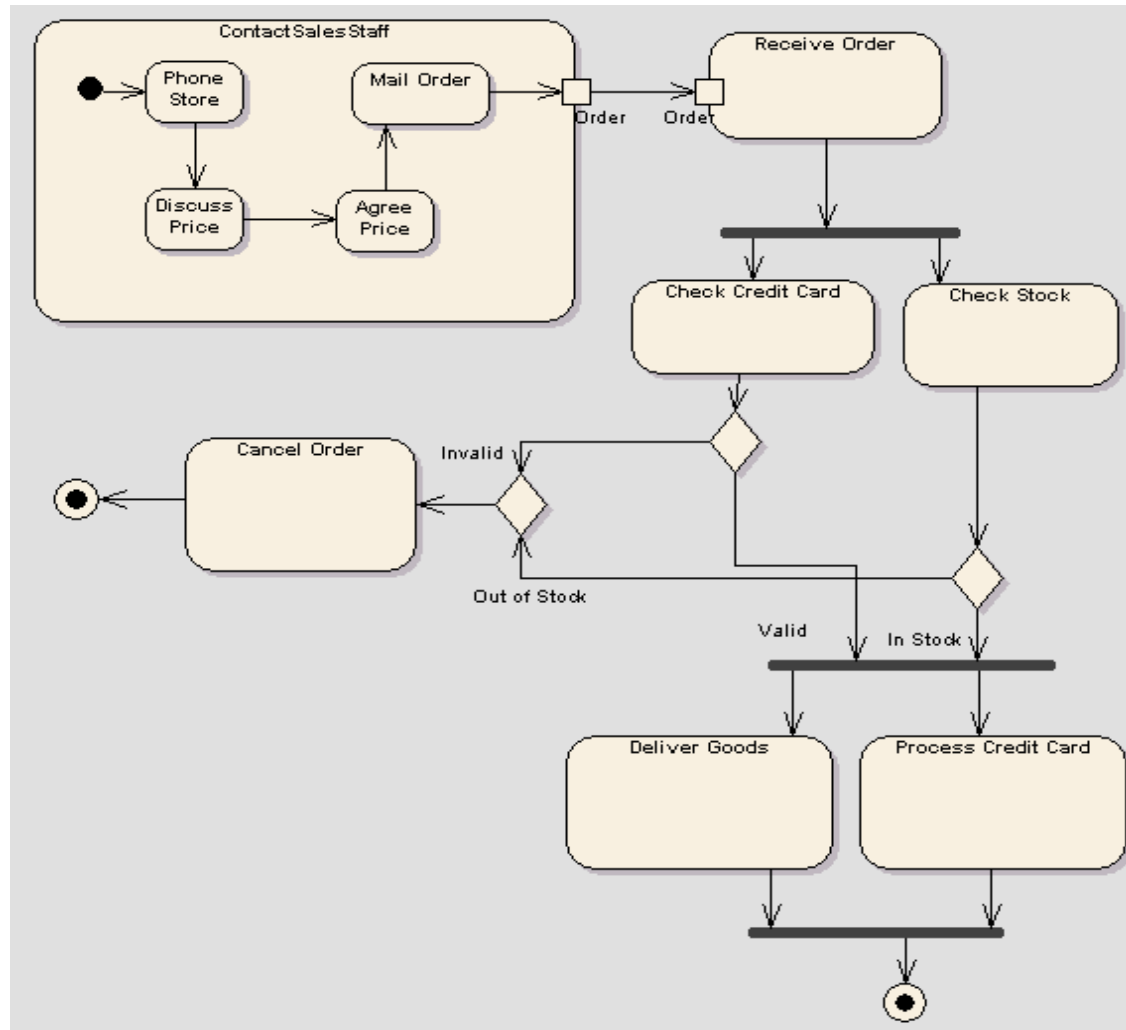 ContactSalesStaff
Receive Order
Phone
Store
Mail Order
Order
Order
Discuss
Price
Agree
Price
Check Credit Card
Check Stock
Cancel Order
Invalid
Out of Stock
Valid
In Stock
Deliver Goods
Process Credit Card